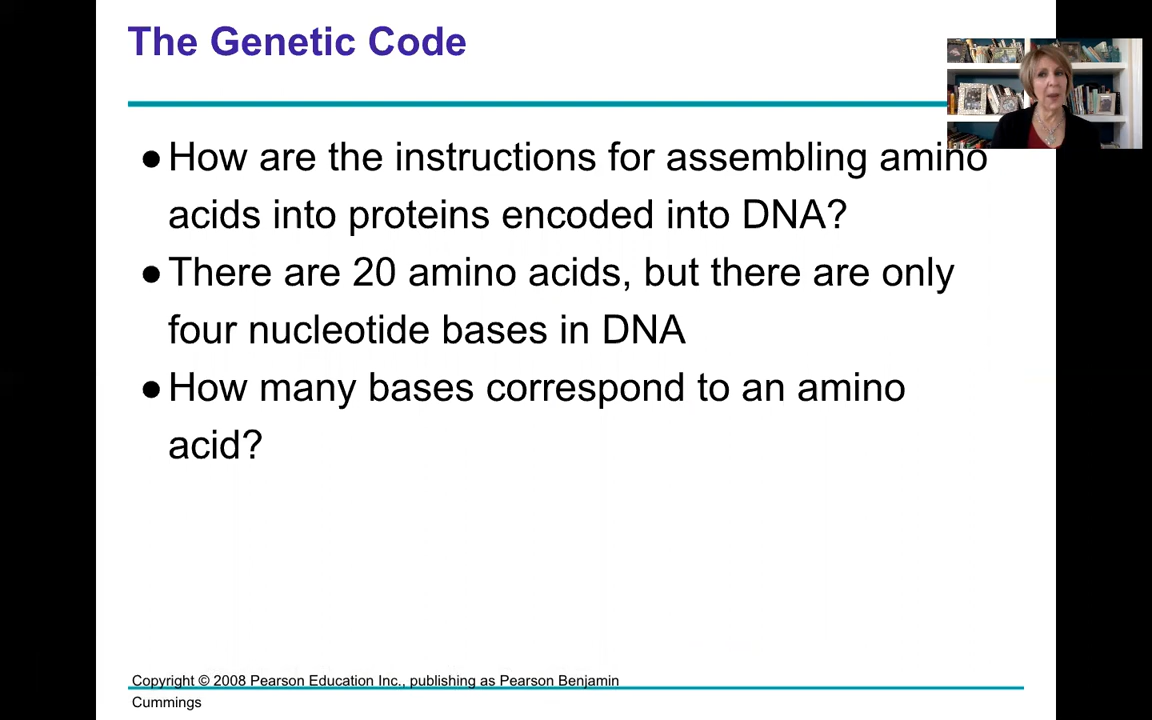 The Genetic Code
● How are the instructions for assembling amino
acids into proteins encoded into DNA?
● There are 20 amino acids, but there are only
four nucleotide bases in DNA
● How many bases correspond to an amino
acid?
Copyright © 2008 Pearson Education Inc., publishing as Pearson Benjamin
Cummings